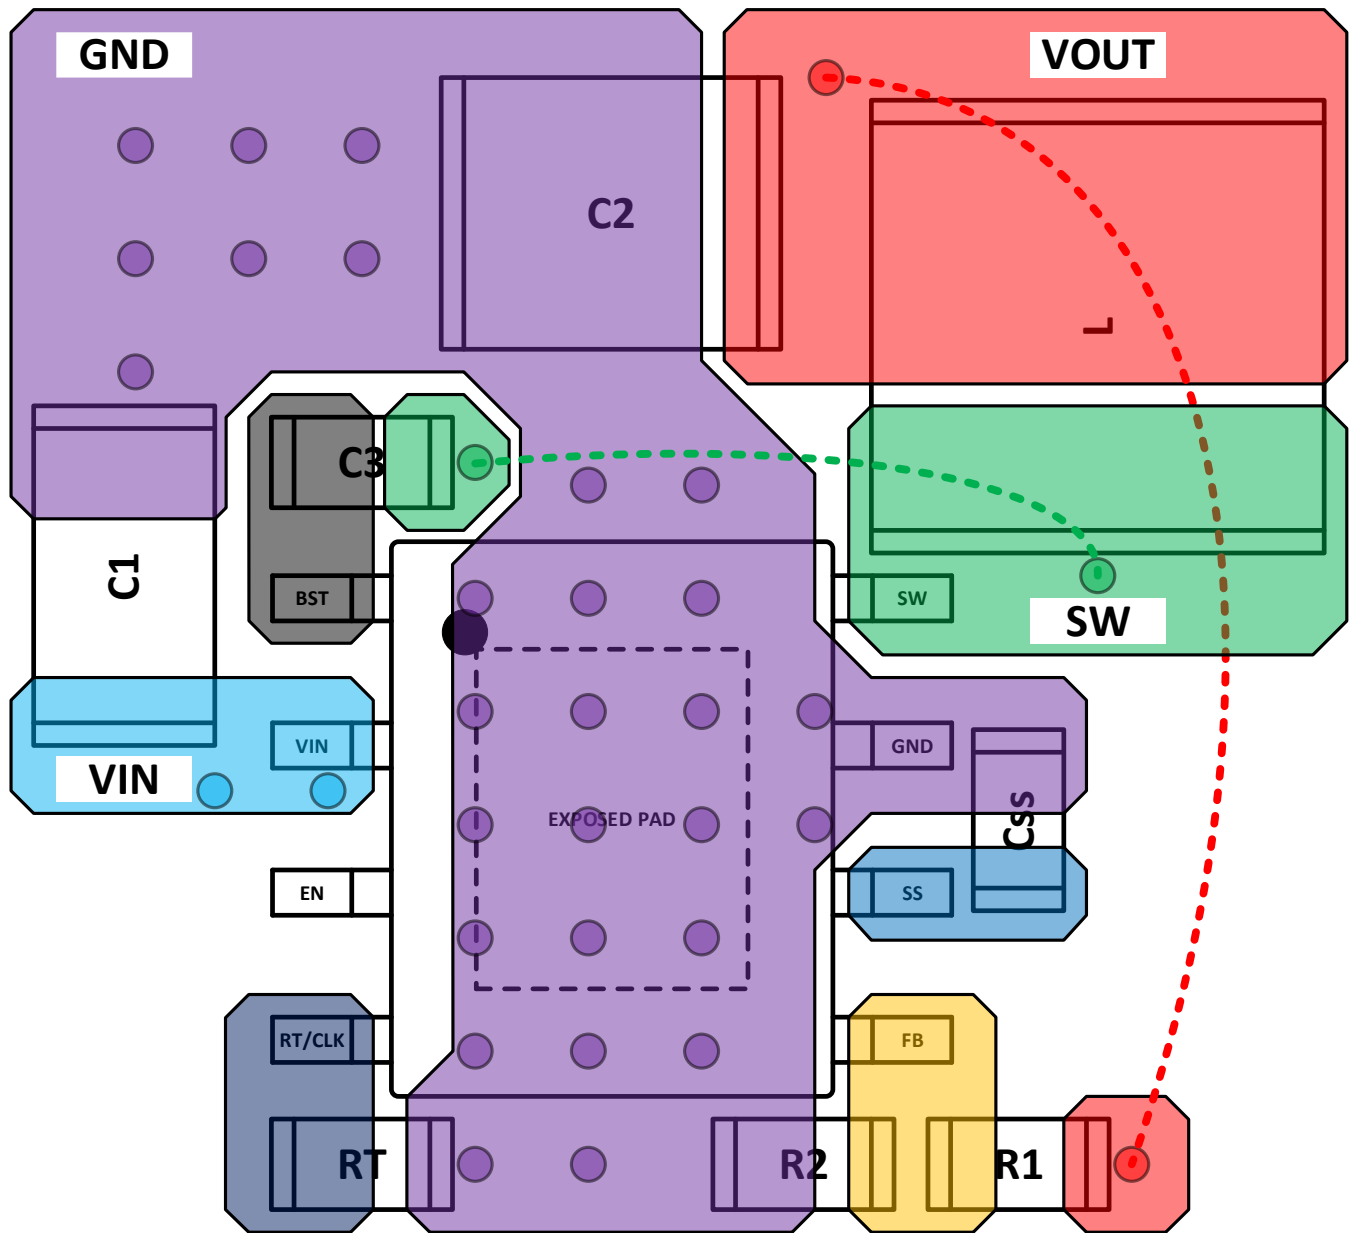 GND
VOUT
C2
L
C3
C1
BST
SW
SW
VIN
GND
VIN
EXPOSED PAD
Css
EN
SS
RT/CLK
FB
RT
R2
R1